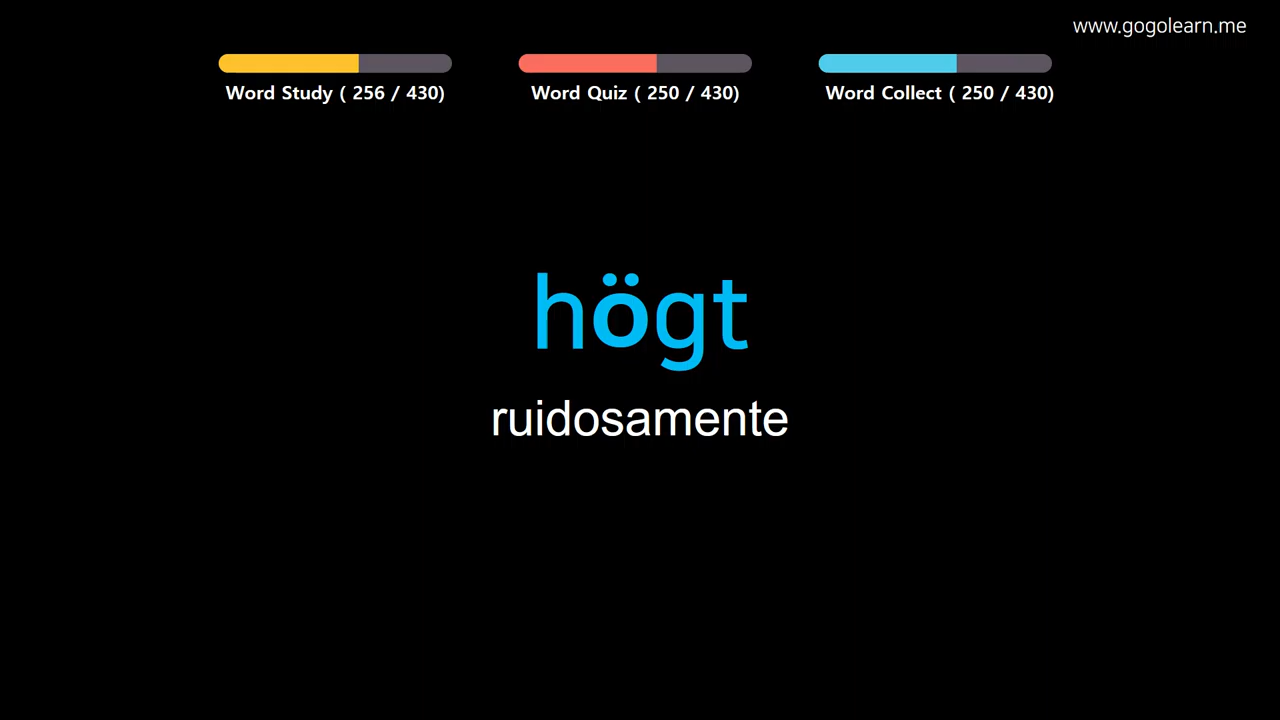 www.gogolearn.me
Word Study ( 256 / 430)
Word Quiz ( 250 / 430)
Word Collect ( 250 / 430)
högt
ruidosamente